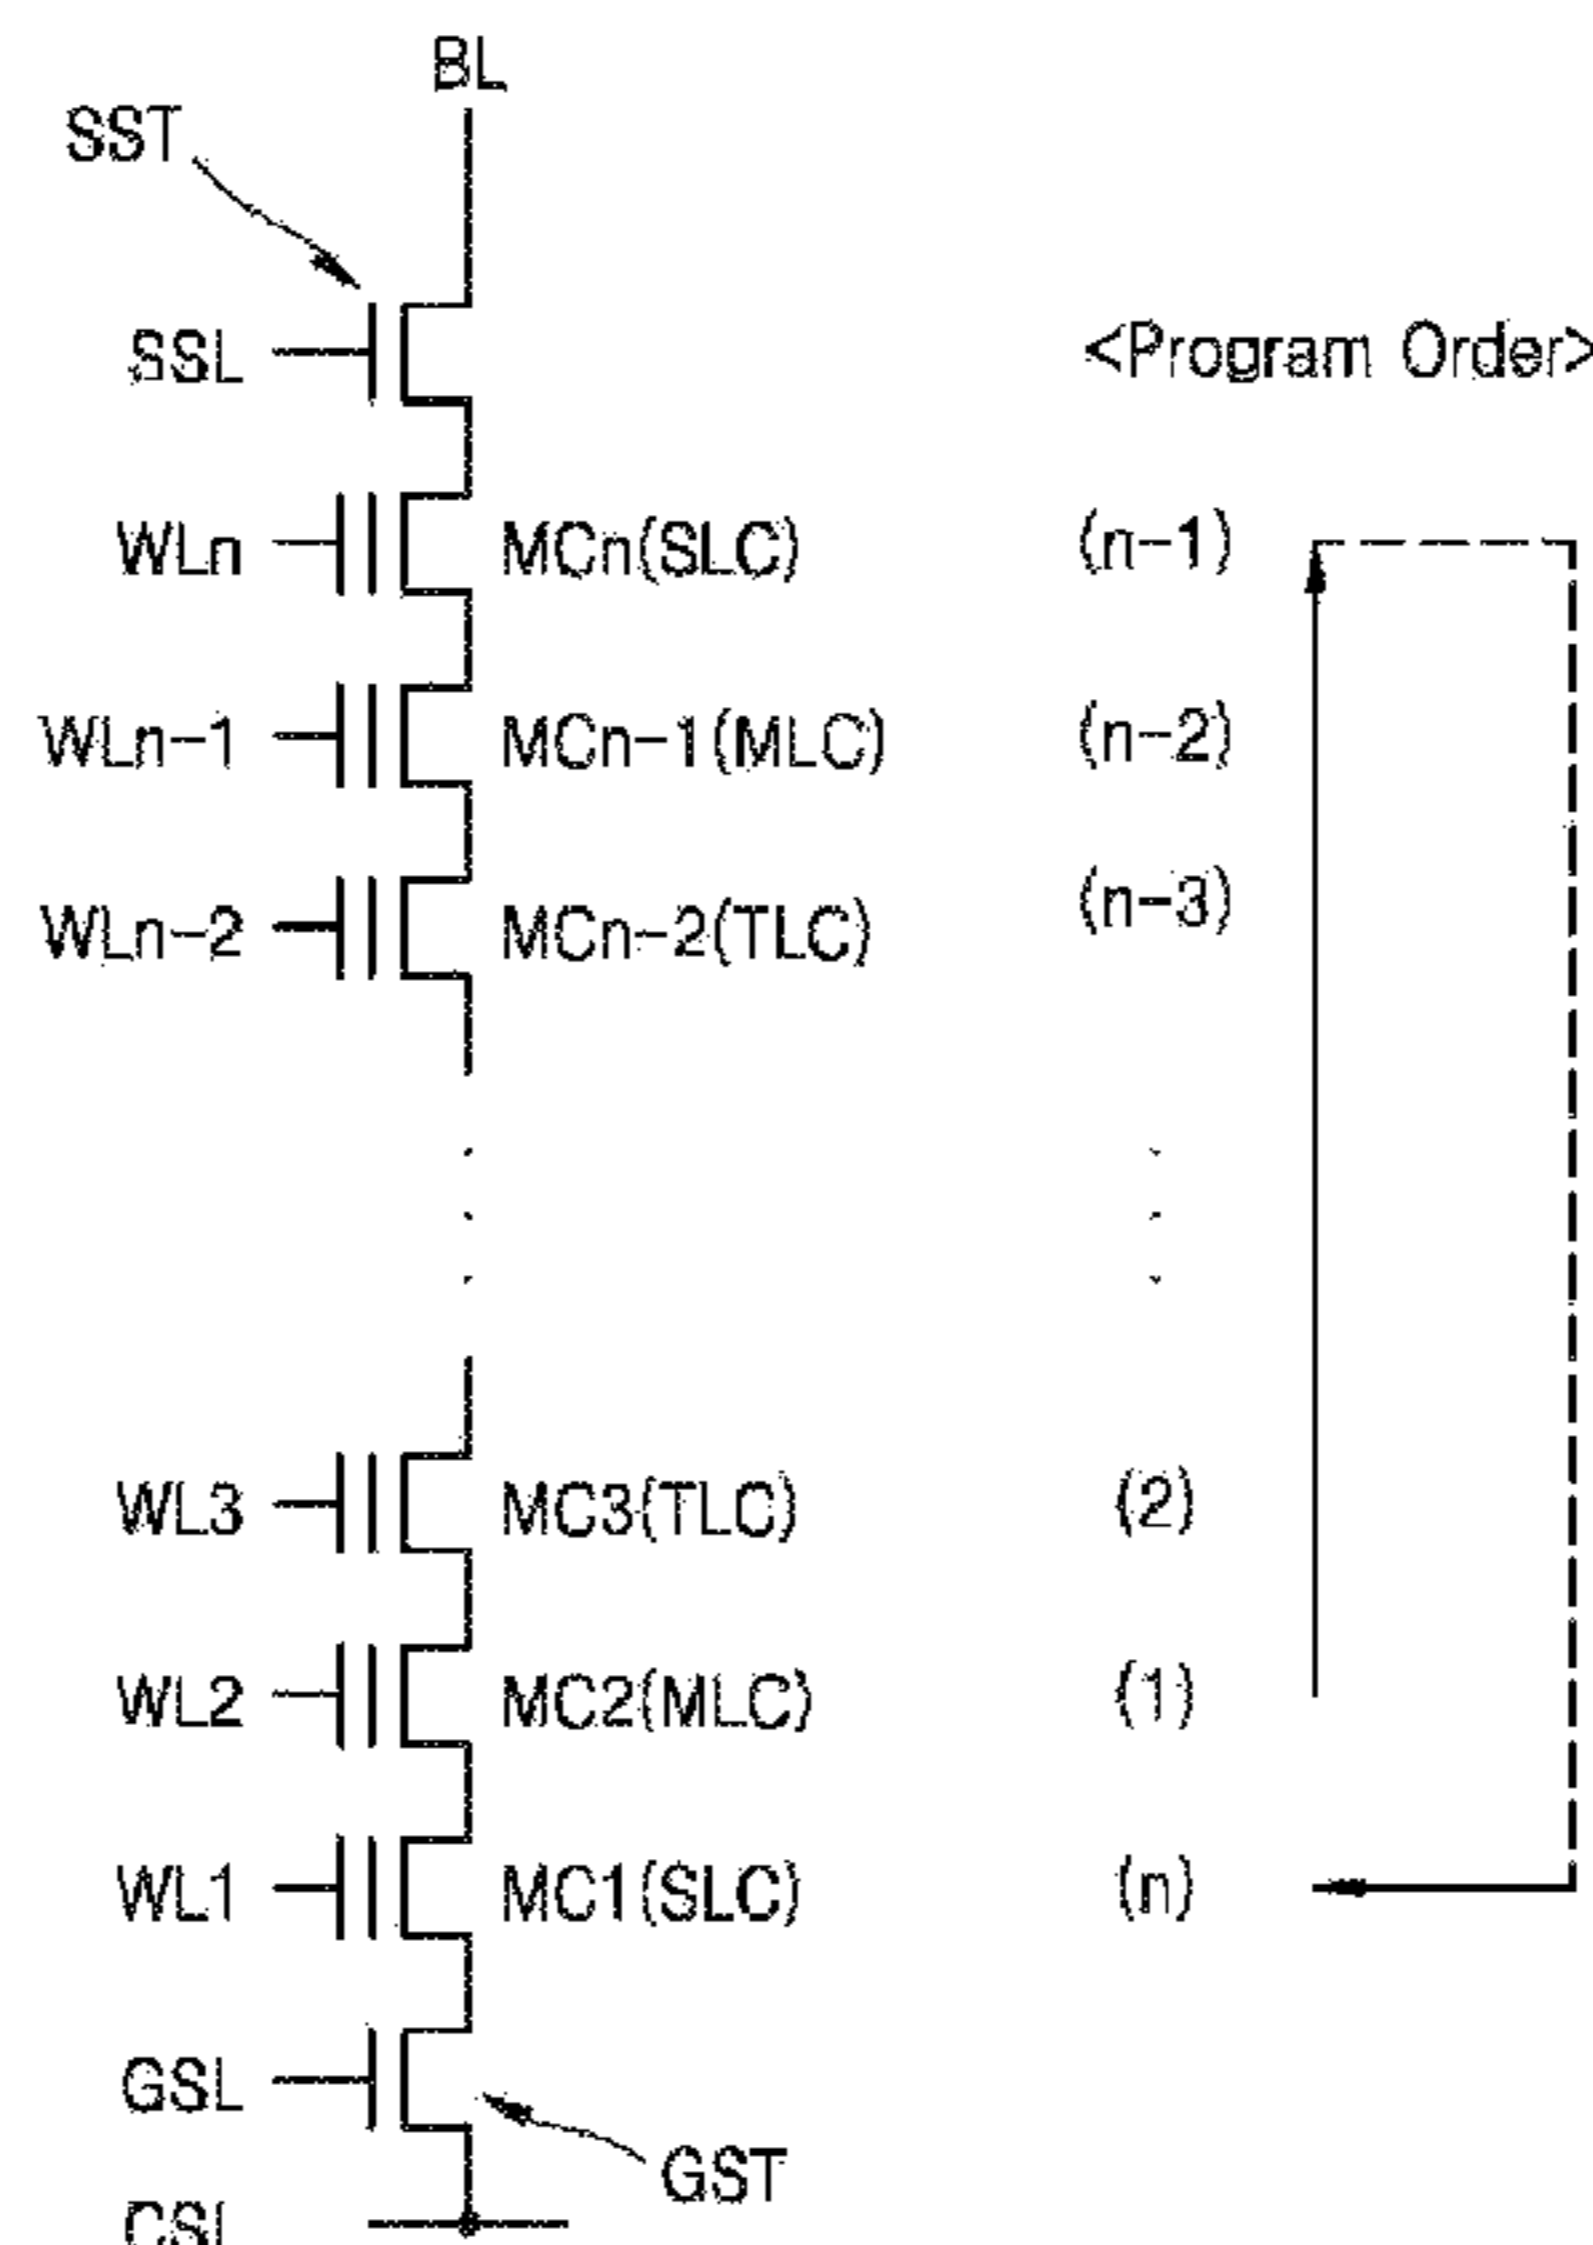 BL
SST
SSL
<Program Order>
WLn MCn(SLC) (n-1)
WLn-1 MCn-1(MLC) (n-2)
WLn-2 MCn-2(TLC) (n-3)
WL3 MC3(TLC) (2)
WL2 MC2(MLC) (1)
WL1 MC1(SLC) (n)
GSL
GST
CSL